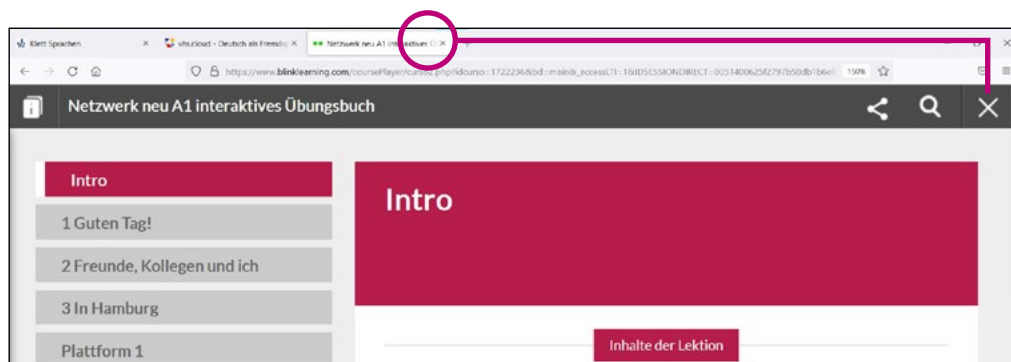 Klett Sprachen
vhs.cloud - Deutsch als Fremds
Netzwerk neu A1 interaktives
https://www.blinklearning.com/coursePlayer/
150%
Netzwerk neu A1 interaktives Übungsbuch
Intro
1 Guten Tag!
2 Freunde, Kollegen und ich
3 In Hamburg
Plattform 1
Intro
Inhalte der Lektion